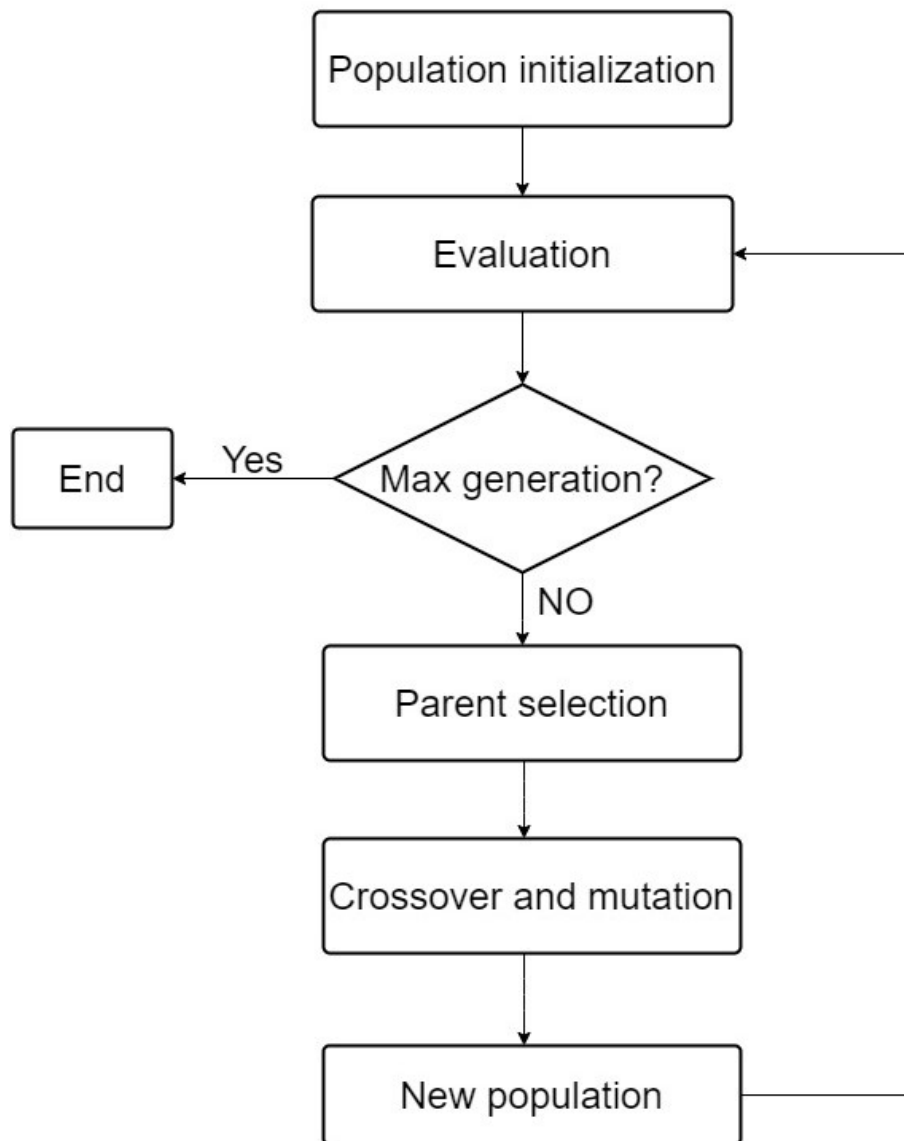 Population initialization
Evaluation
Yes
End
Max generation?
NO
Parent selection
Crossover and mutation
New population